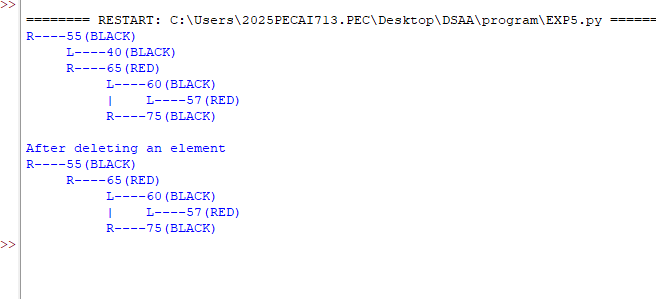 >>
======== RESTART: C:\Users\2025PECAI713.PEC\Desktop\DSAA\program\EXP5.py ======
R----55(BLACK)
     L----40(BLACK)
     R----65(RED)
          L----60(BLACK)
          |    L----57(RED)
          R----75(BLACK)

After deleting an element
R----55(BLACK)
     R----65(RED)
          L----60(BLACK)
          |    L----57(RED)
          R----75(BLACK)
>>